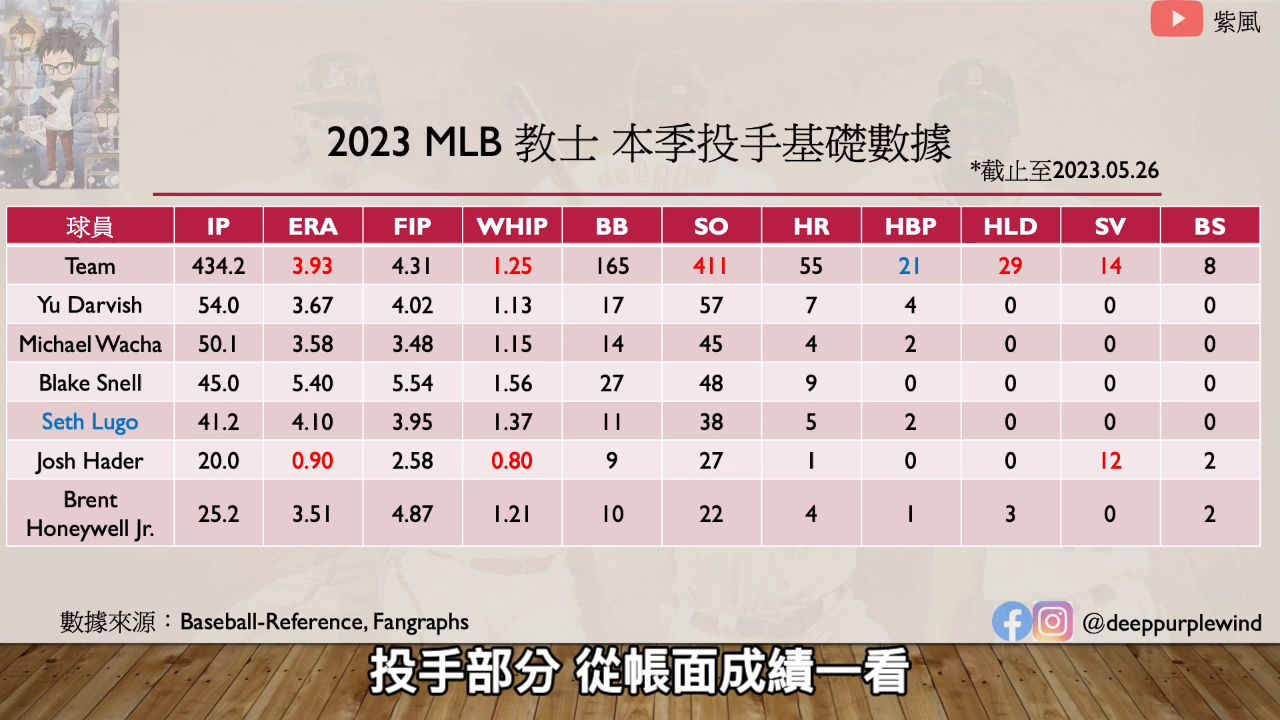 紫風
2023 MLB 教士 本季投手基礎數據
*截止至2023.05.26
球員 IP ERA FIP WHIP BB SO HR HBP HLD SV BS
Team 434.2 3.93 4.31 1.25 165 411 55 21 29 14 8
Yu Darvish 54.0 3.67 4.02 1.13 17 57 7 4 0 0 0
Michael Wacha 50.1 3.58 3.48 1.15 14 45 4 2 0 0 0
Blake Snell 45.0 5.40 5.54 1.56 27 48 9 0 0 0 0
Seth Lugo 41.2 4.10 3.95 1.37 11 38 5 2 0 0 0
Josh Hader 20.0 0.90 2.58 0.80 9 27 1 0 0 12 2
Brent
Honeywell Jr. 25.2 3.51 4.87 1.21 10 22 4 1 3 0 2
數據來源：Baseball-Reference, Fangraphs
@deeppurplewind
投手部分 從帳面成績一看